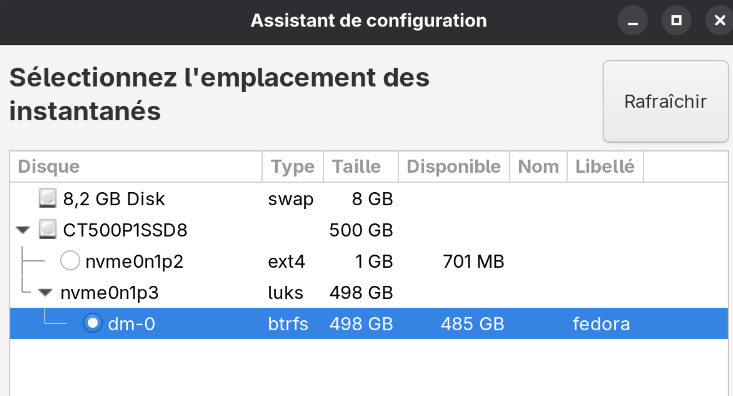 Assistant de configuration
Sélectionnez l'emplacement des
instantanés
Rafraîchir
Disque Type Taille Disponible Nom Libellé
8,2 GB Disk swap 8 GB
CT500P1SSD8 500 GB
nvme0n1p2 ext4 1 GB 701 MB
nvme0n1p3 luks 498 GB
dm-0 btrfs 498 GB 485 GB fedora